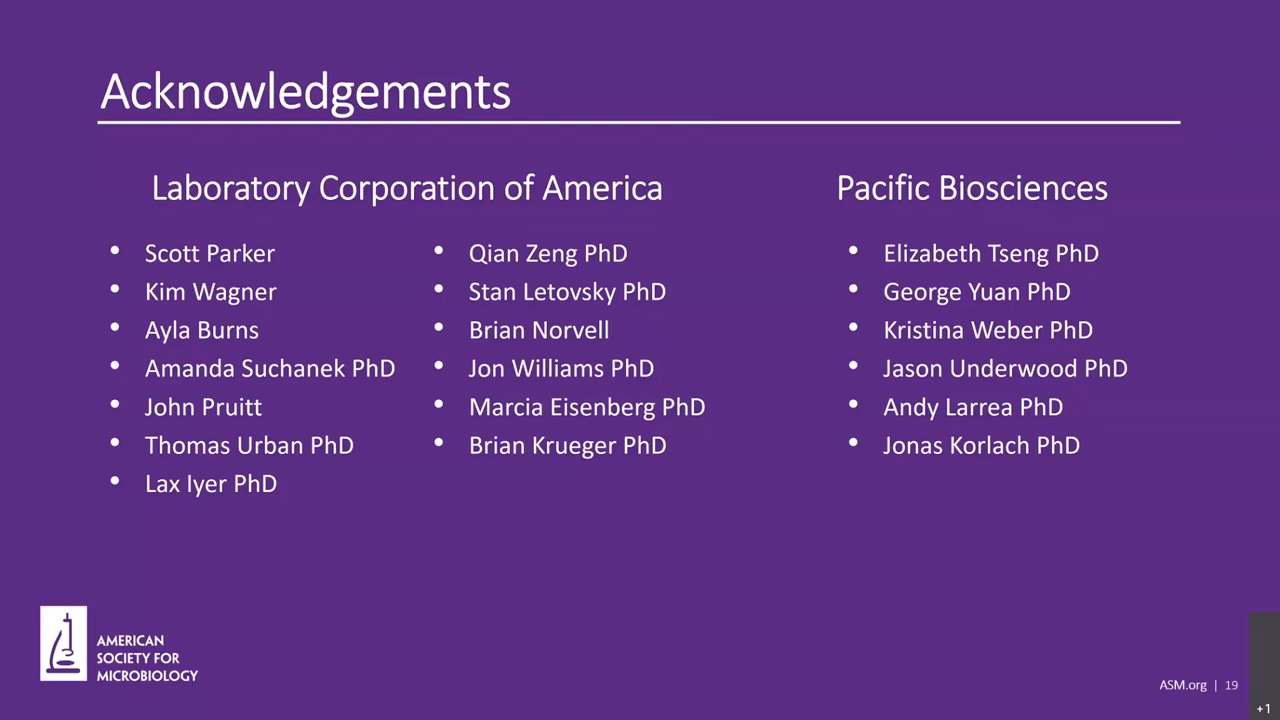 Acknowledgements
Laboratory Corporation of America
• Scott Parker
• Kim Wagner
• Ayla Burns
• Amanda Suchanek PhD
• John Pruitt
• Thomas Urban PhD
• Lax Iyer PhD
• Qian Zeng PhD
• Stan Letovsky PhD
• Brian Norvell
• Jon Williams PhD
• Marcia Eisenberg PhD
• Brian Krueger PhD
Pacific Biosciences
• Elizabeth Tseng PhD
• George Yuan PhD
• Kristina Weber PhD
• Jason Underwood PhD
• Andy Larrea PhD
• Jonas Korlach PhD
AMERICAN
SOCIETY FOR
MICROBIOLOGY
ASM.org | 19
+1